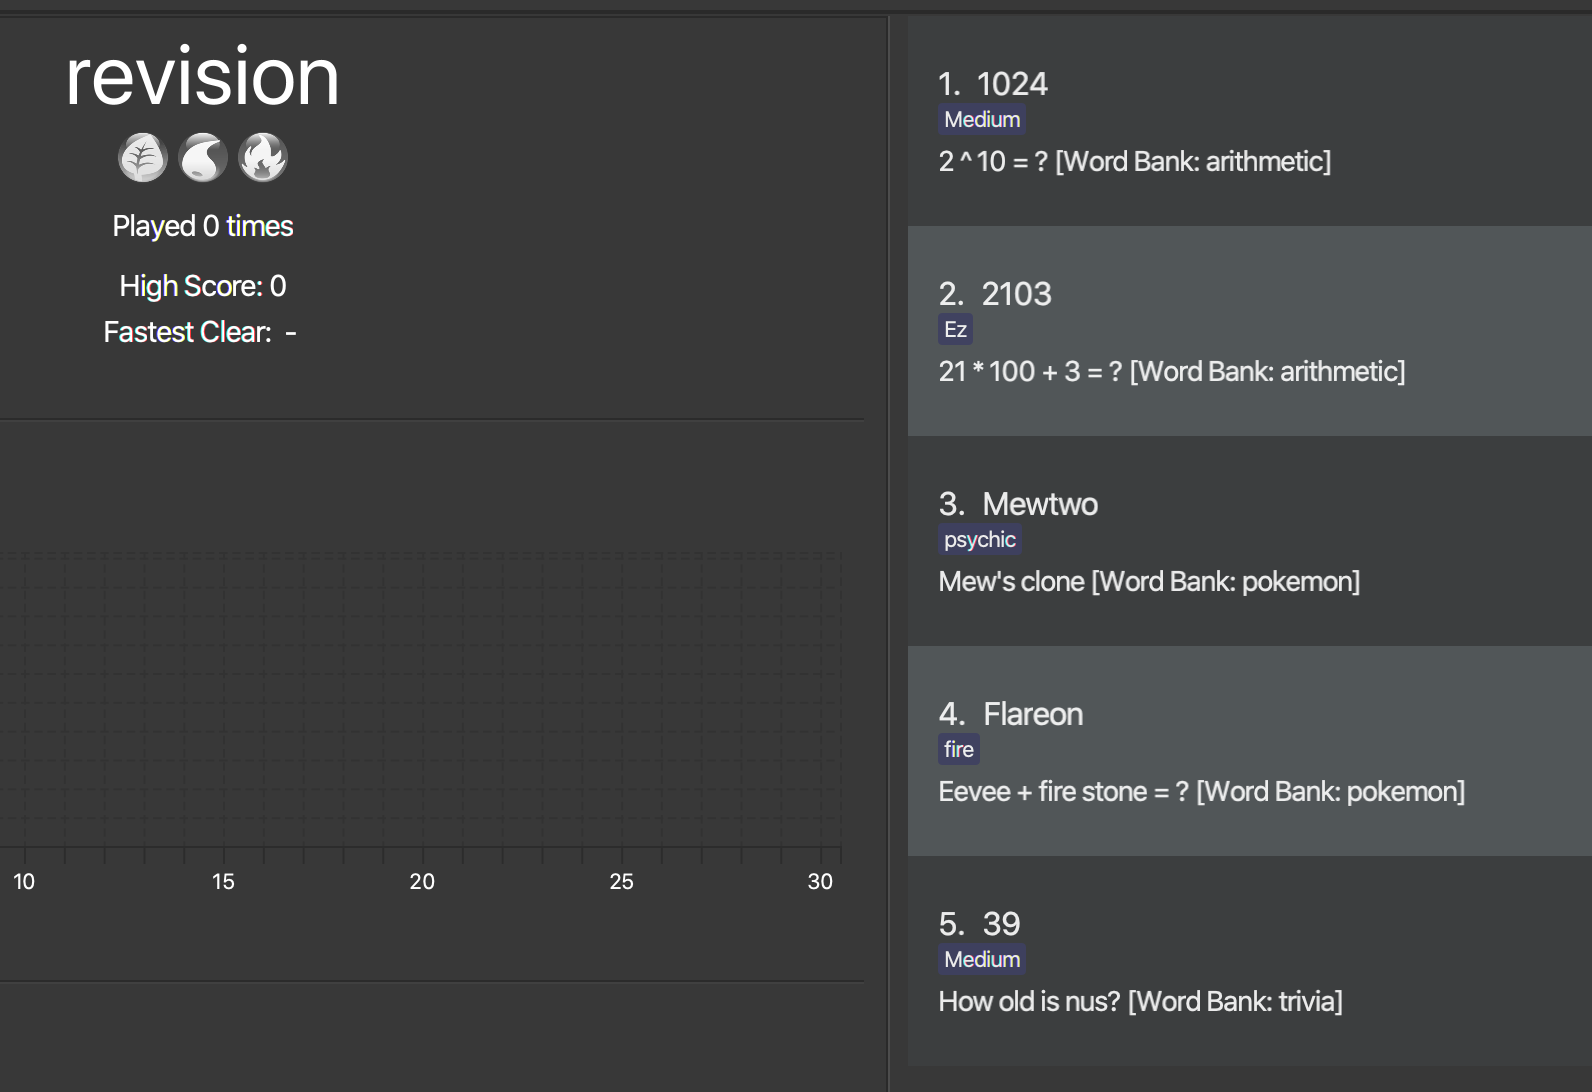 revision
Played 0 times
High Score: 0
Fastest Clear: -
10 15 20 25 30
1. 1024
Medium
2 ^ 10 = ? [Word Bank: arithmetic]
2. 2103
Ez
21 * 100 + 3 = ? [Word Bank: arithmetic]
3. Mewtwo
psychic
Mew's clone [Word Bank: pokemon]
4. Flareon
fire
Eevee + fire stone = ? [Word Bank: pokemon]
5. 39
Medium
How old is nus? [Word Bank: trivia]